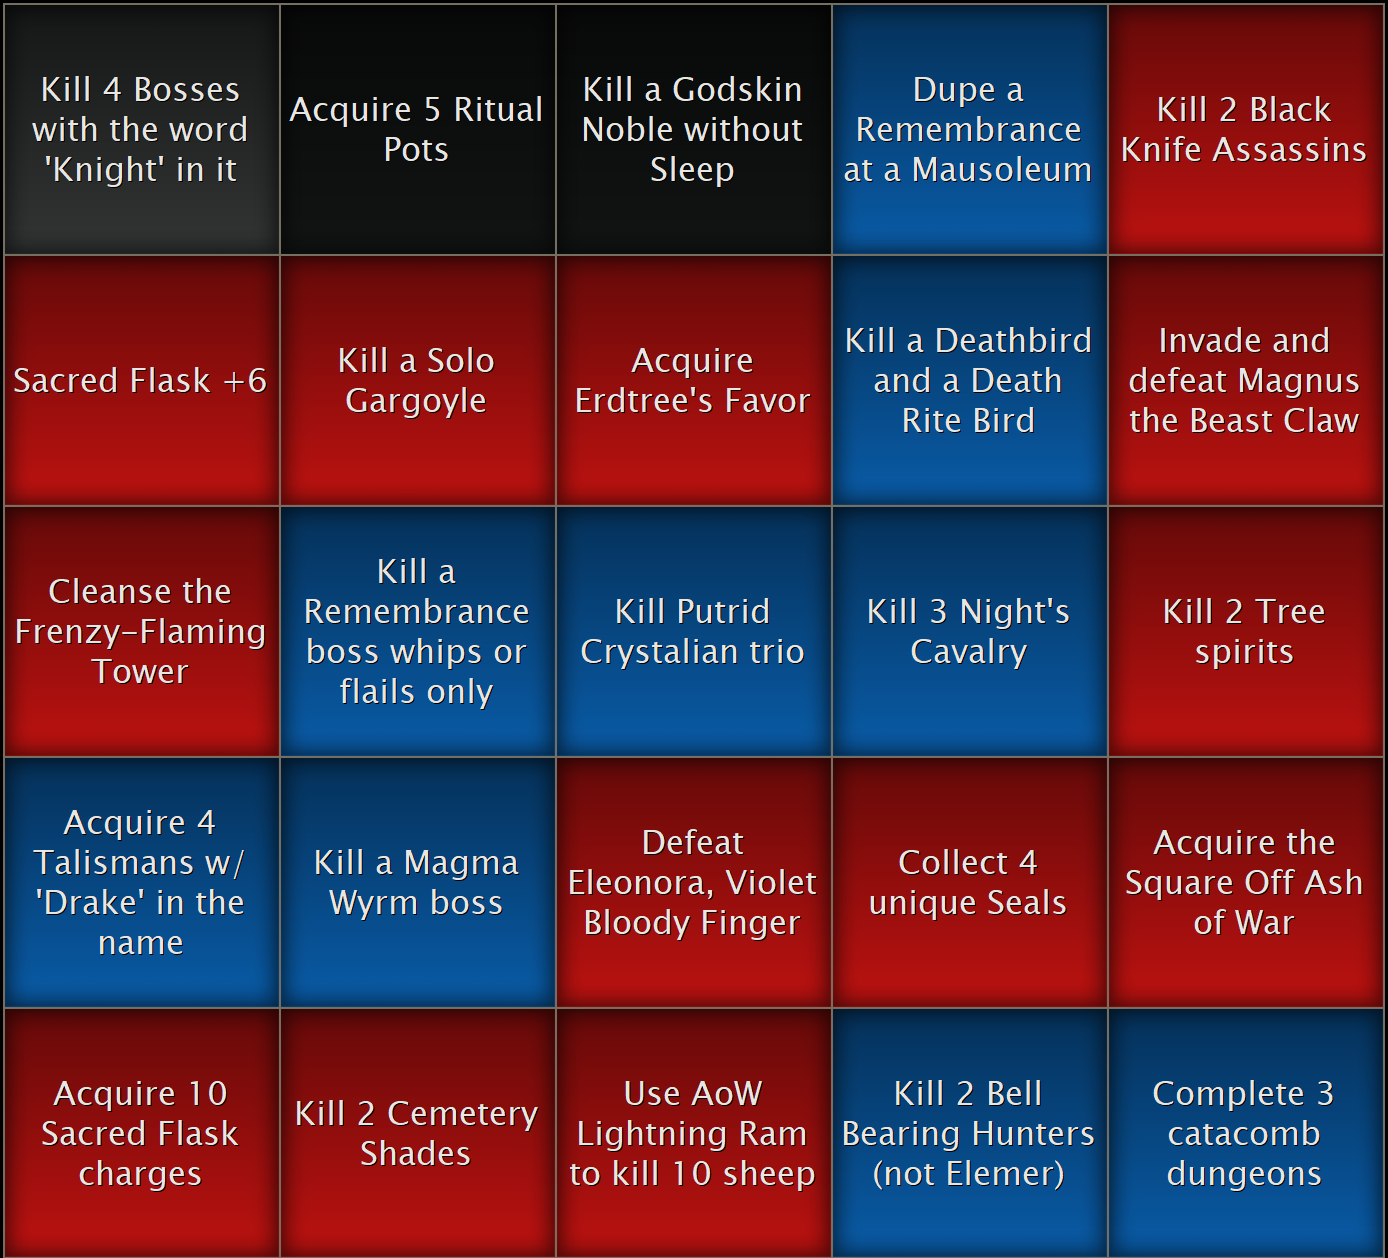 Kill 4 Bosses
with the word
'Knight' in it
Acquire 5 Ritual
Pots
Kill a Godskin
Noble without
Sleep
Dupe a
Remembrance
at a Mausoleum
Kill 2 Black
Knife Assassins
Sacred Flask +6
Kill a Solo
Gargoyle
Acquire
Erdtree's Favor
Kill a Deathbird
and a Death
Rite Bird
Invade and
defeat Magnus
the Beast Claw
Cleanse the
Frenzy-Flaming
Tower
Kill a
Remembrance
boss whips or
flails only
Kill Putrid
Crystalian trio
Kill 3 Night's
Cavalry
Kill 2 Tree
spirits
Acquire 4
Talismans w/
'Drake' in the
name
Kill a Magma
Wyrm boss
Defeat
Eleonora, Violet
Bloody Finger
Collect 4
unique Seals
Acquire the
Square Off Ash
of War
Acquire 10
Sacred Flask
charges
Kill 2 Cemetery
Shades
Use AoW
Lightning Ram
to kill 10 sheep
Kill 2 Bell
Bearing Hunters
(not Elemer)
Complete 3
catacomb
dungeons